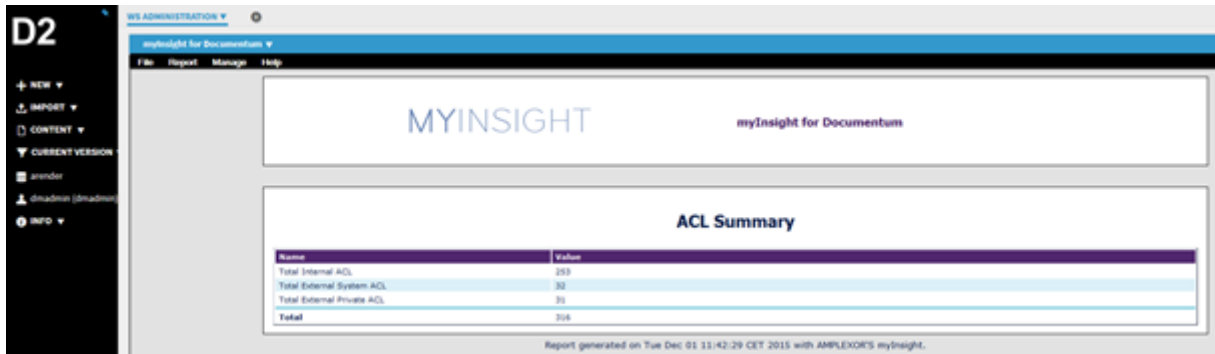 D2
WS ADMINISTRATION
myInsight for Documentum
File Report Manage Help
NEW
IMPORT
CONTENT
CURRENT VERSION
arender
dmadmin (dmadmin)
INFO
MYINSIGHT
myInsight for Documentum
ACL Summary
Name Value
Total Internal ACL 253
Total External System ACL 32
Total External Private ACL 31
Total 316
Report generated on Tue Dec 01 11:42:29 CET 2015 with AMPLEXOR'S myInsight.